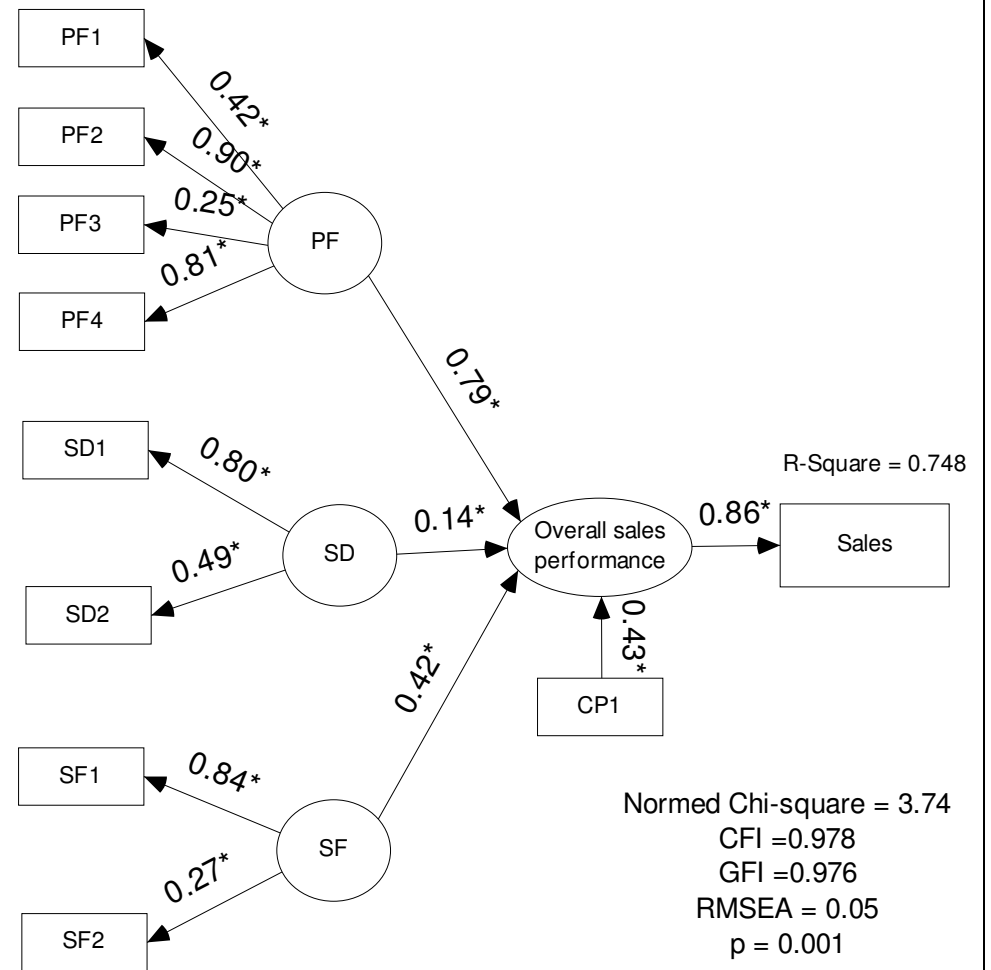 PF1
0.42*
PF2
0.90*
PF3
0.25*
PF
PF4
0.81*
0.79*
SD1
0.80*
R-Square = 0.748
0.14*
0.86*
Overall sales
performance
Sales
SD
0.49*
SD2
0.43*
0.42*
CP1
SF1
0.84*
Normed Chi-square = 3.74
CFI =0.978
SF
GFI =0.976
0.27*
RMSEA = 0.05
SF2
p = 0.001